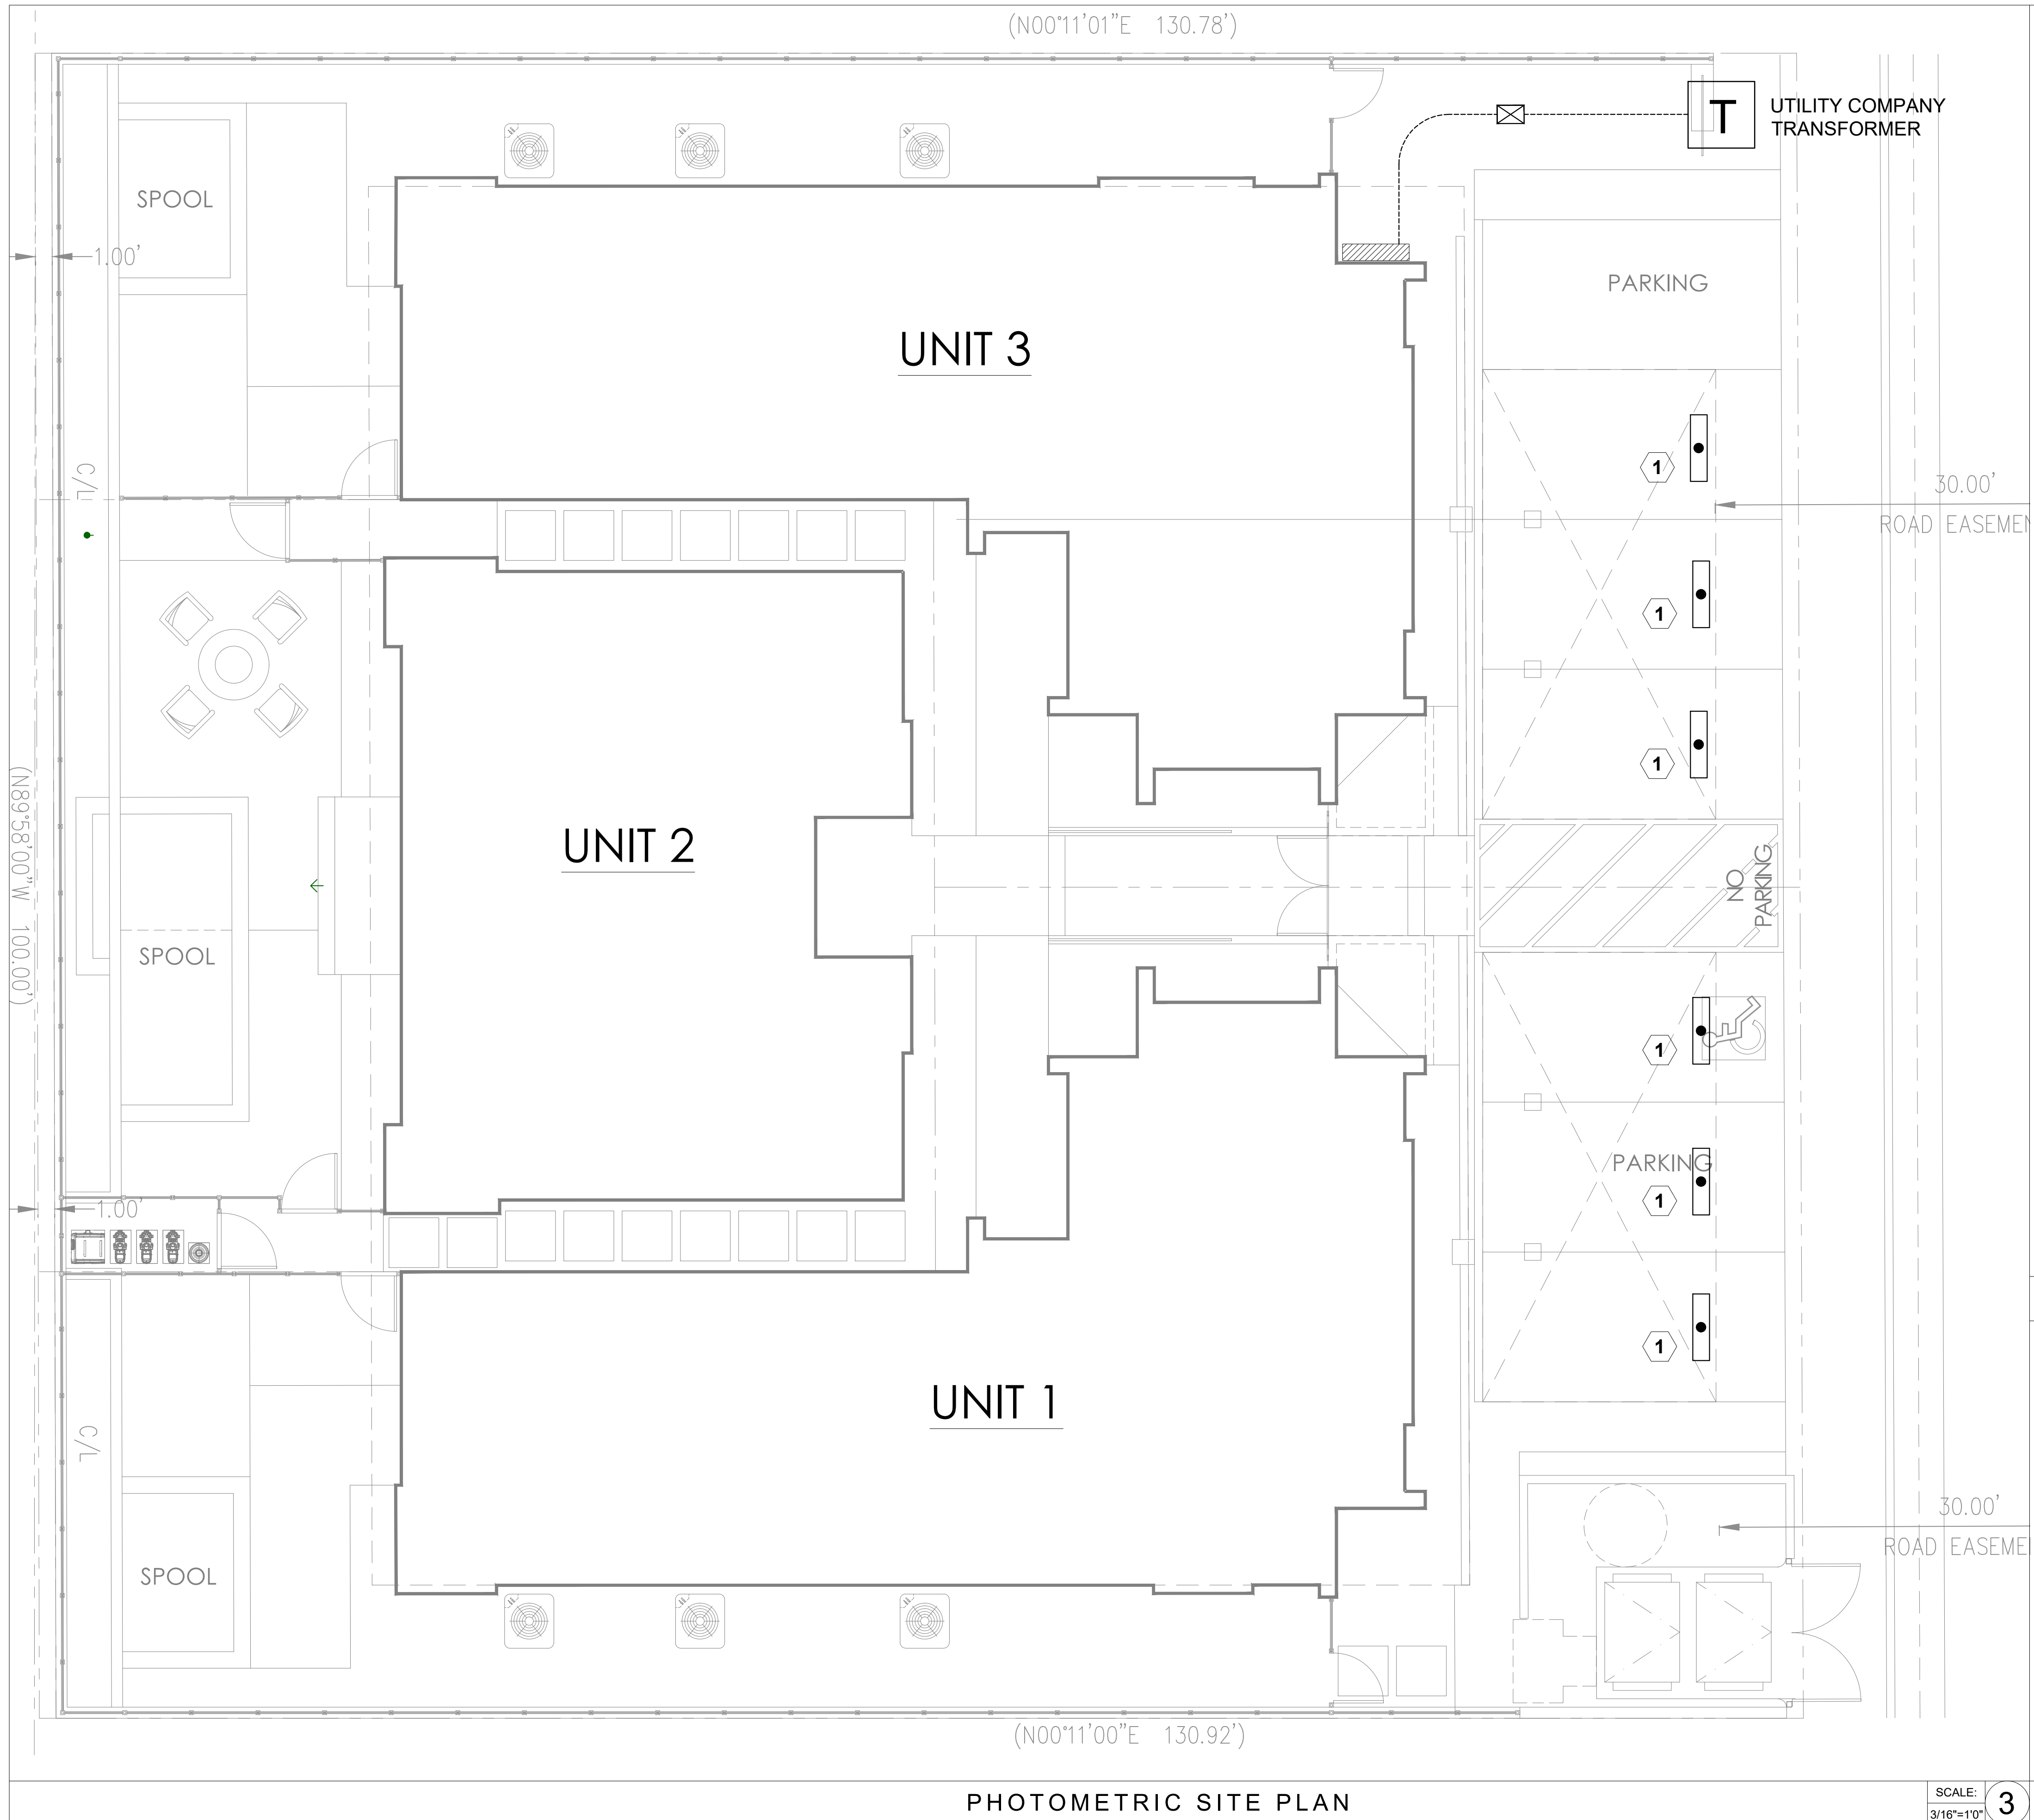 (N00°11'01"E 130.78')
T
UTILITY COMPANY
TRANSFORMER
SPOOL
1.00'
PARKING
UNIT 3
C/L
1
30.00'
ROAD EASEMEN
1
1
(N89°58'00"W 100.00')
UNIT 2
NO
PARKING
SPOOL
1
PARKING
1
1.00'
1
UNIT 1
C/L
30.00'
ROAD EASEME
SPOOL
(N00°11'00"E 130.92')
PHOTOMETRIC SITE PLAN
SCALE:
3/16"=1'0"
3